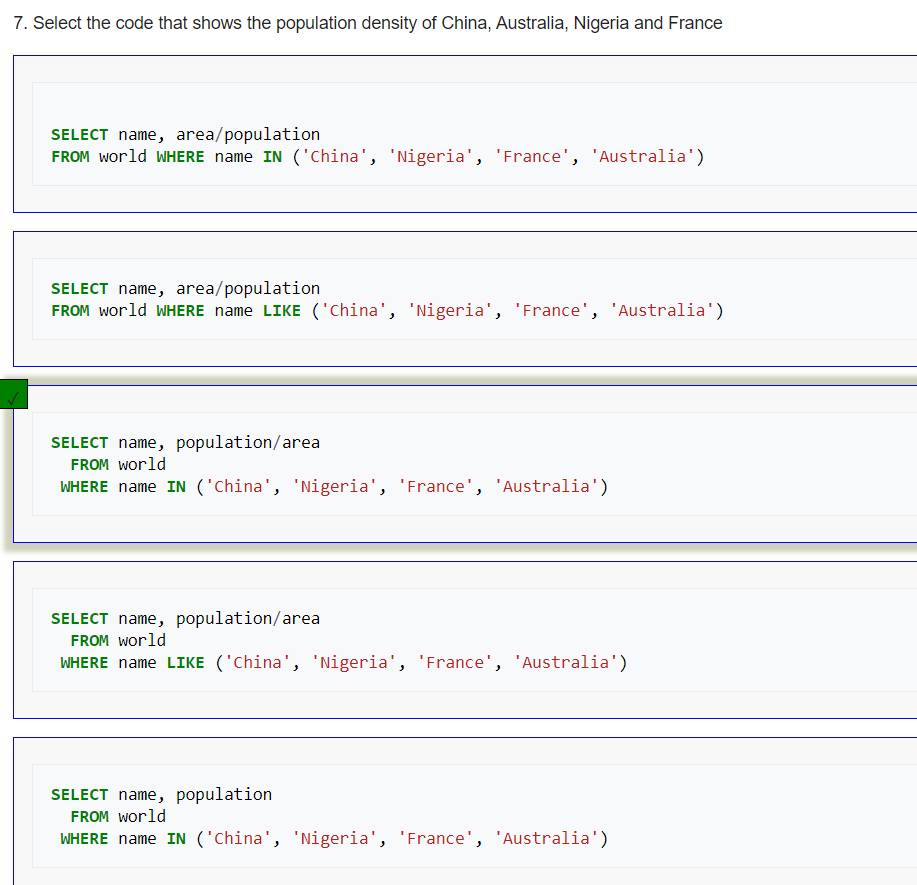 7. Select the code that shows the population density of China, Australia, Nigeria and France
SELECT name, area/population
FROM world WHERE name IN ('China', 'Nigeria', 'France', 'Australia')
SELECT name, area/population
FROM world WHERE name LIKE ('China', 'Nigeria', 'France', 'Australia')
✓
SELECT name, population/area
FROM world
WHERE name IN ('China', 'Nigeria', 'France', 'Australia')
SELECT name, population/area
FROM world
WHERE name LIKE ('China', 'Nigeria', 'France', 'Australia')
SELECT name, population
FROM world
WHERE name IN ('China', 'Nigeria', 'France', 'Australia')